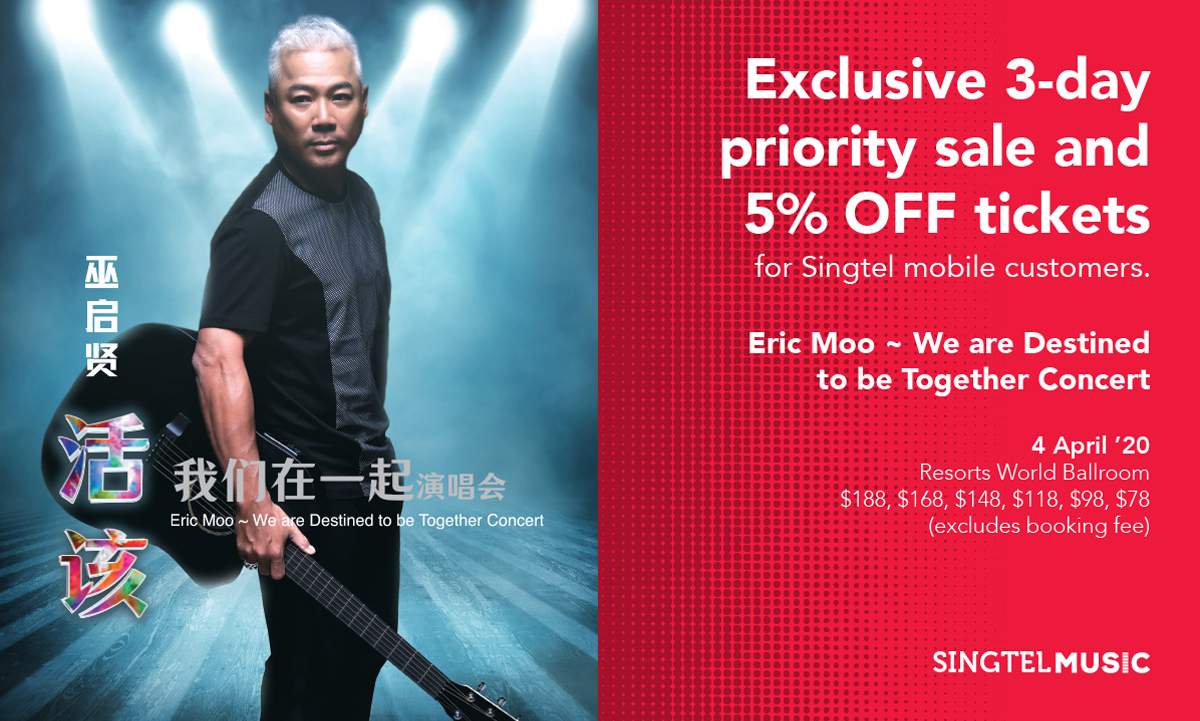 巫启贤
活该
我们在一起演唱会
Eric Moo ~ We are Destined to be Together Concert
Exclusive 3-day
priority sale and
5% OFF tickets
for Singtel mobile customers.
Eric Moo ~ We are Destined
to be Together Concert
4 April ’20
Resorts World Ballroom
$188, $168, $148, $118, $98, $78
(excludes booking fee)
SINGTEL MUSIC